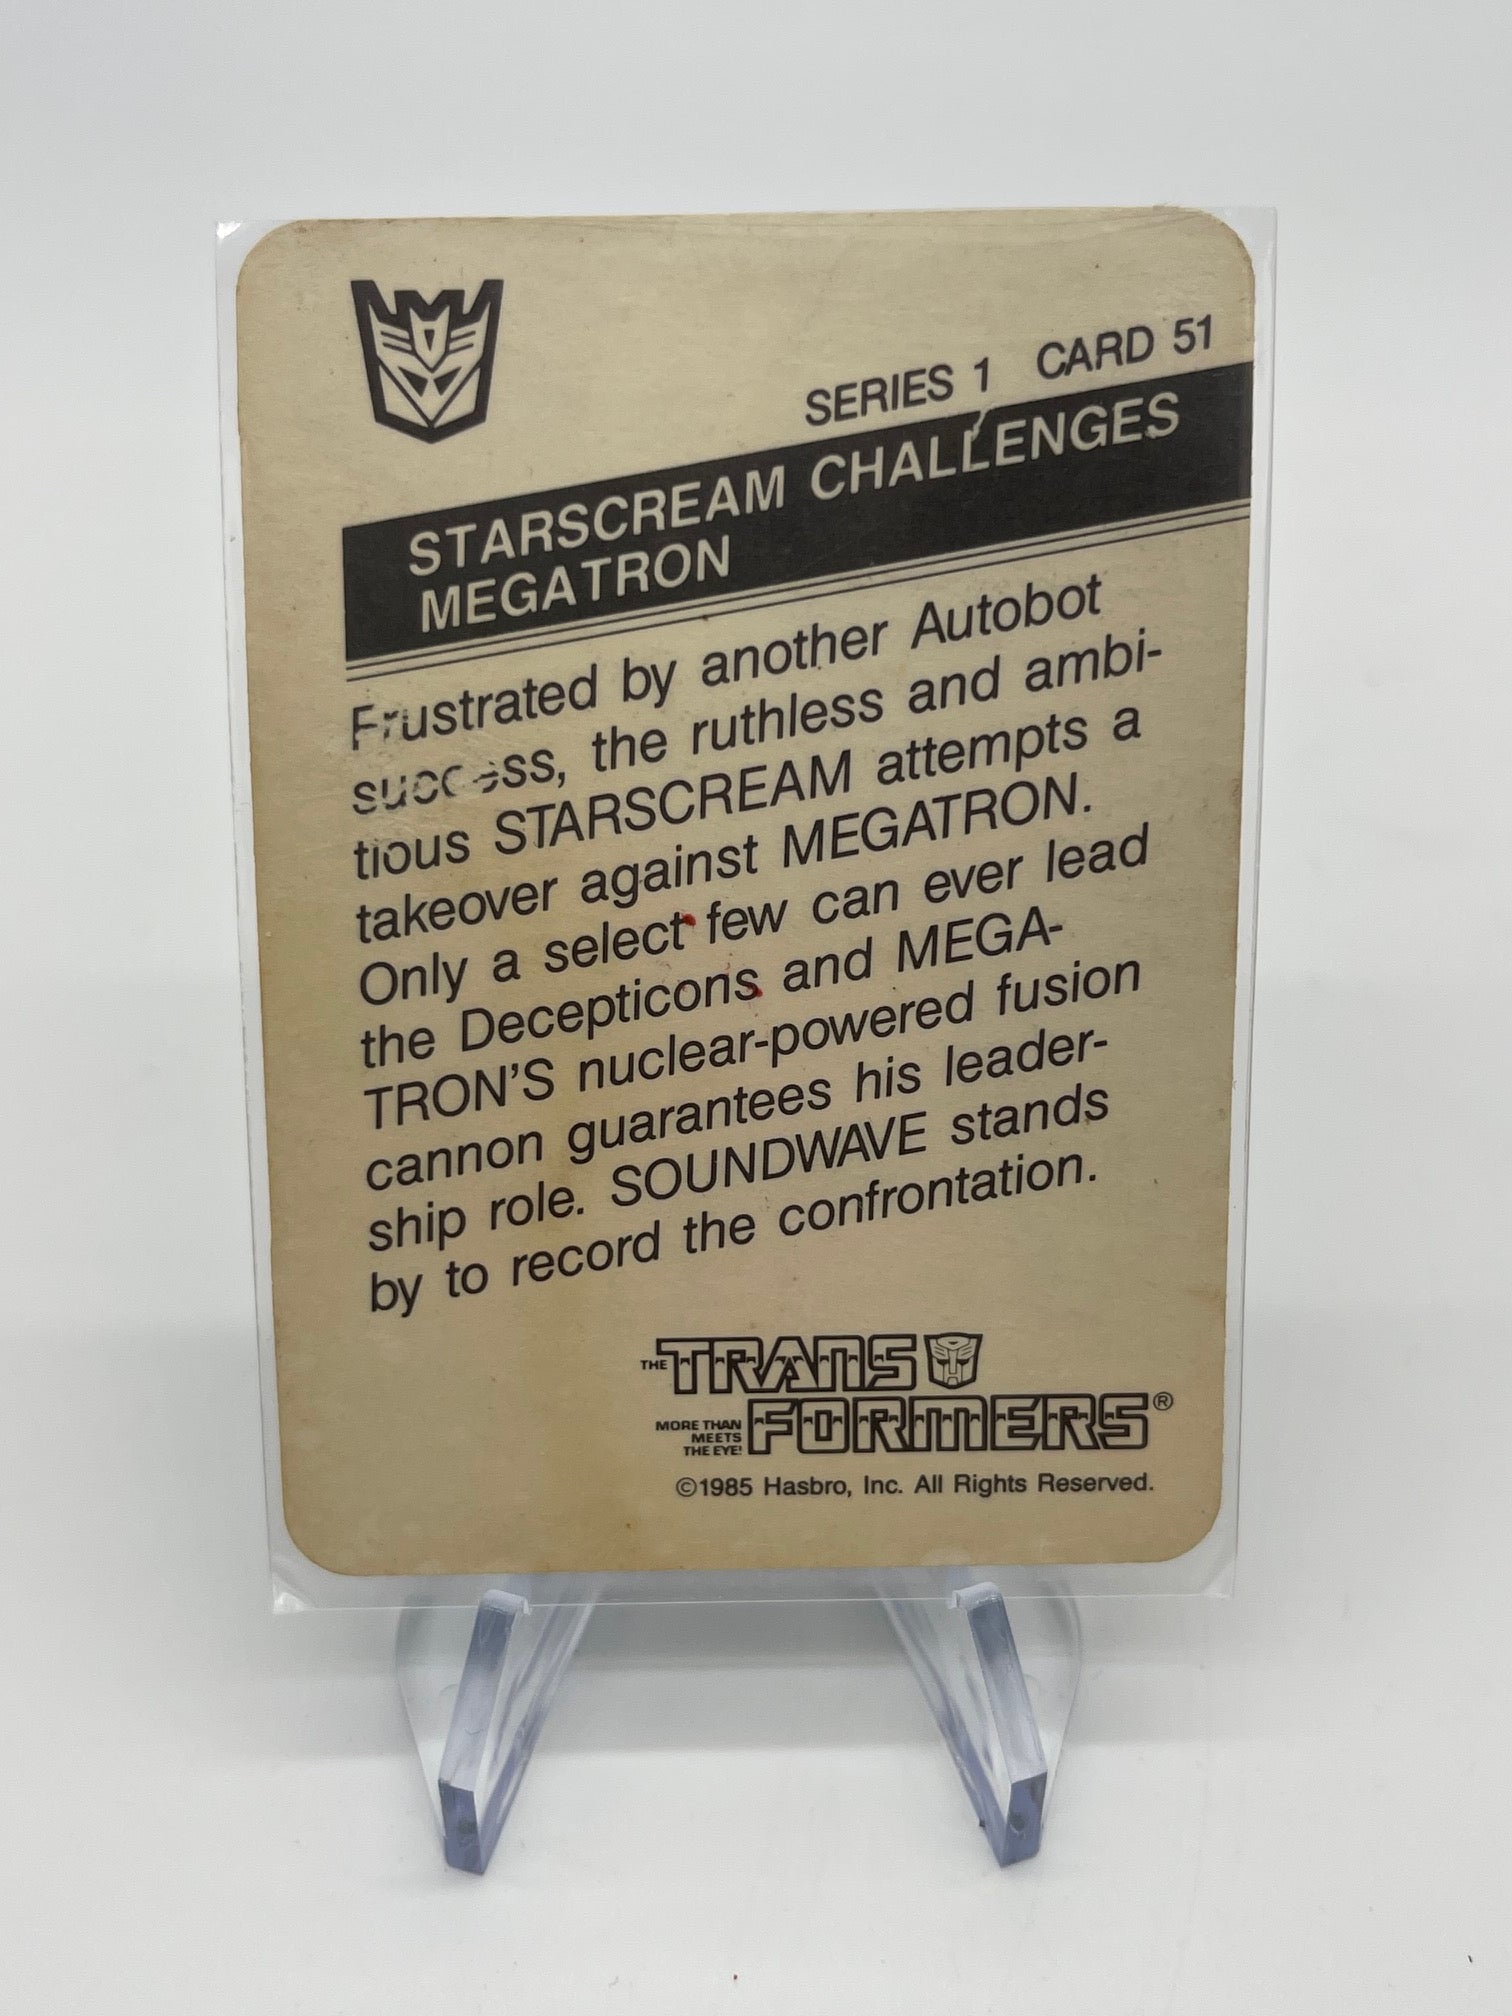 SERIES 1 CARD 51
STARSCREAM CHALLENGES
MEGATRON
Frustrated by another Autobot
success, the ruthless and ambi-
tious STARSCREAM attempts a
takeover against MEGATRON.
Only a select few can ever lead
the Decepticons and MEGA-
TRON'S nuclear-powered fusion
cannon guarantees his leader-
ship role. SOUNDWAVE stands
by to record the confrontation.
THE TRANS
FORMERS®
MORE THAN
MEETS
THE EYE!
©1985 Hasbro, Inc. All Rights Reserved.